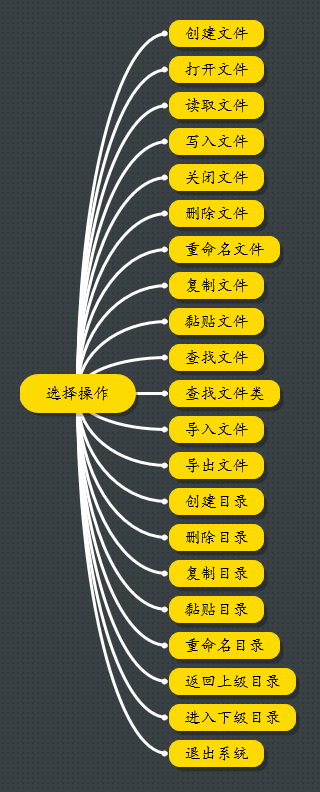 创建文件
打开文件
读取文件
写入文件
关闭文件
删除文件
重命名文件
复制文件
黏贴文件
查找文件
选择操作
查找文件类
导入文件
导出文件
创建目录
删除目录
复制目录
黏贴目录
重命名目录
返回上级目录
进入下级目录
退出系统